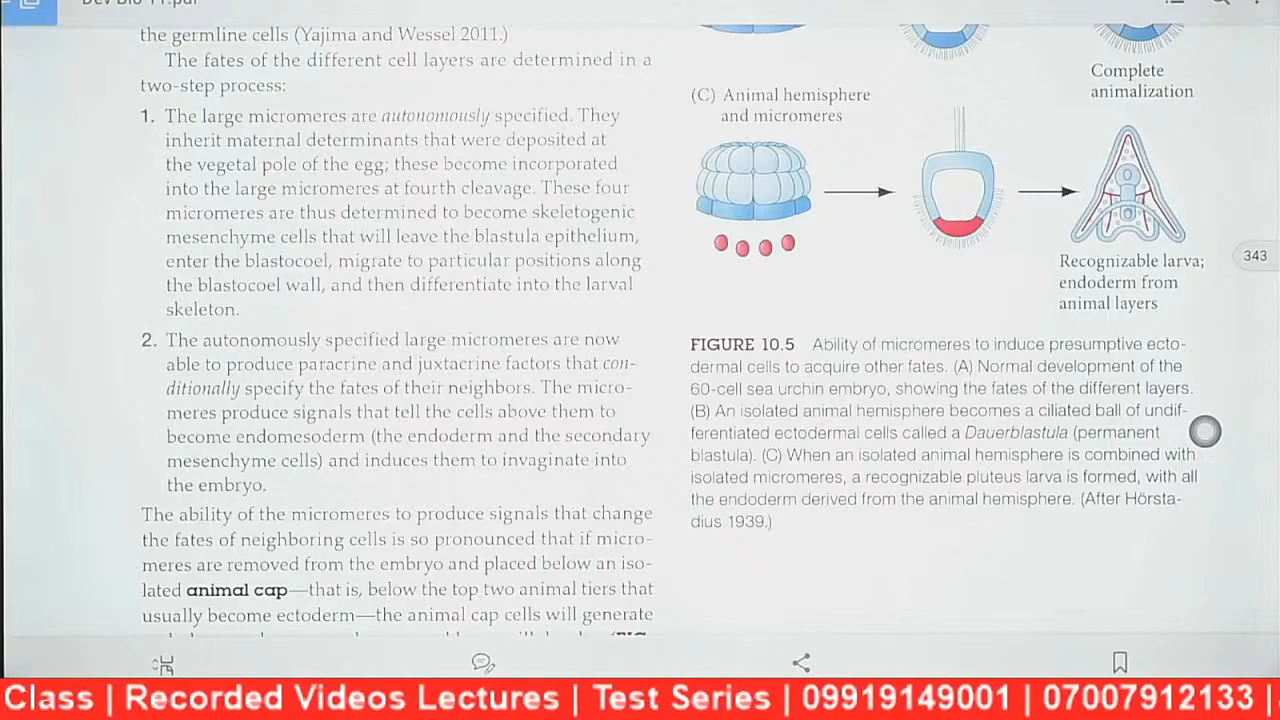 Dev Bio 11.pdf
the germline cells (Yajima and Wessel 2011.)
The fates of the different cell layers are determined in a
two-step process:
1. The large micromeres are autonomously specified. They
inherit maternal determinants that were deposited at
the vegetal pole of the egg; these become incorporated
into the large micromeres at fourth cleavage. These four
micromeres are thus determined to become skeletogenic
mesenchyme cells that will leave the blastula epithelium,
enter the blastocoel, migrate to particular positions along
the blastocoel wall, and then differentiate into the larval
skeleton.
2. The autonomously specified large micromeres are now
able to produce paracrine and juxtacrine factors that con-
ditionally specify the fates of their neighbors. The micro-
meres produce signals that tell the cells above them to
become endomesoderm (the endoderm and the secondary
mesenchyme cells) and induces them to invaginate into
the embryo.
The ability of the micromeres to produce signals that change
the fates of neighboring cells is so pronounced that if micro-
meres are removed from the embryo and placed below an iso-
lated animal cap—that is, below the top two animal tiers that
usually become ectoderm—the animal cap cells will generate
Complete
animalization
(C) Animal hemisphere
and micromeres
Recognizable larva;
endoderm from
animal layers
343
FIGURE 10.5 Ability of micromeres to induce presumptive ecto-
dermal cells to acquire other fates. (A) Normal development of the
60-cell sea urchin embryo, showing the fates of the different layers.
(B) An isolated animal hemisphere becomes a ciliated ball of undif-
ferentiated ectodermal cells called a Dauerblastula (permanent
blastula). (C) When an isolated animal hemisphere is combined with
isolated micromeres, a recognizable pluteus larva is formed, with all
the endoderm derived from the animal hemisphere. (After Hörsta-
dius 1939.)
Class | Recorded Videos Lectures | Test Series | 09919149001 | 07007912133 |